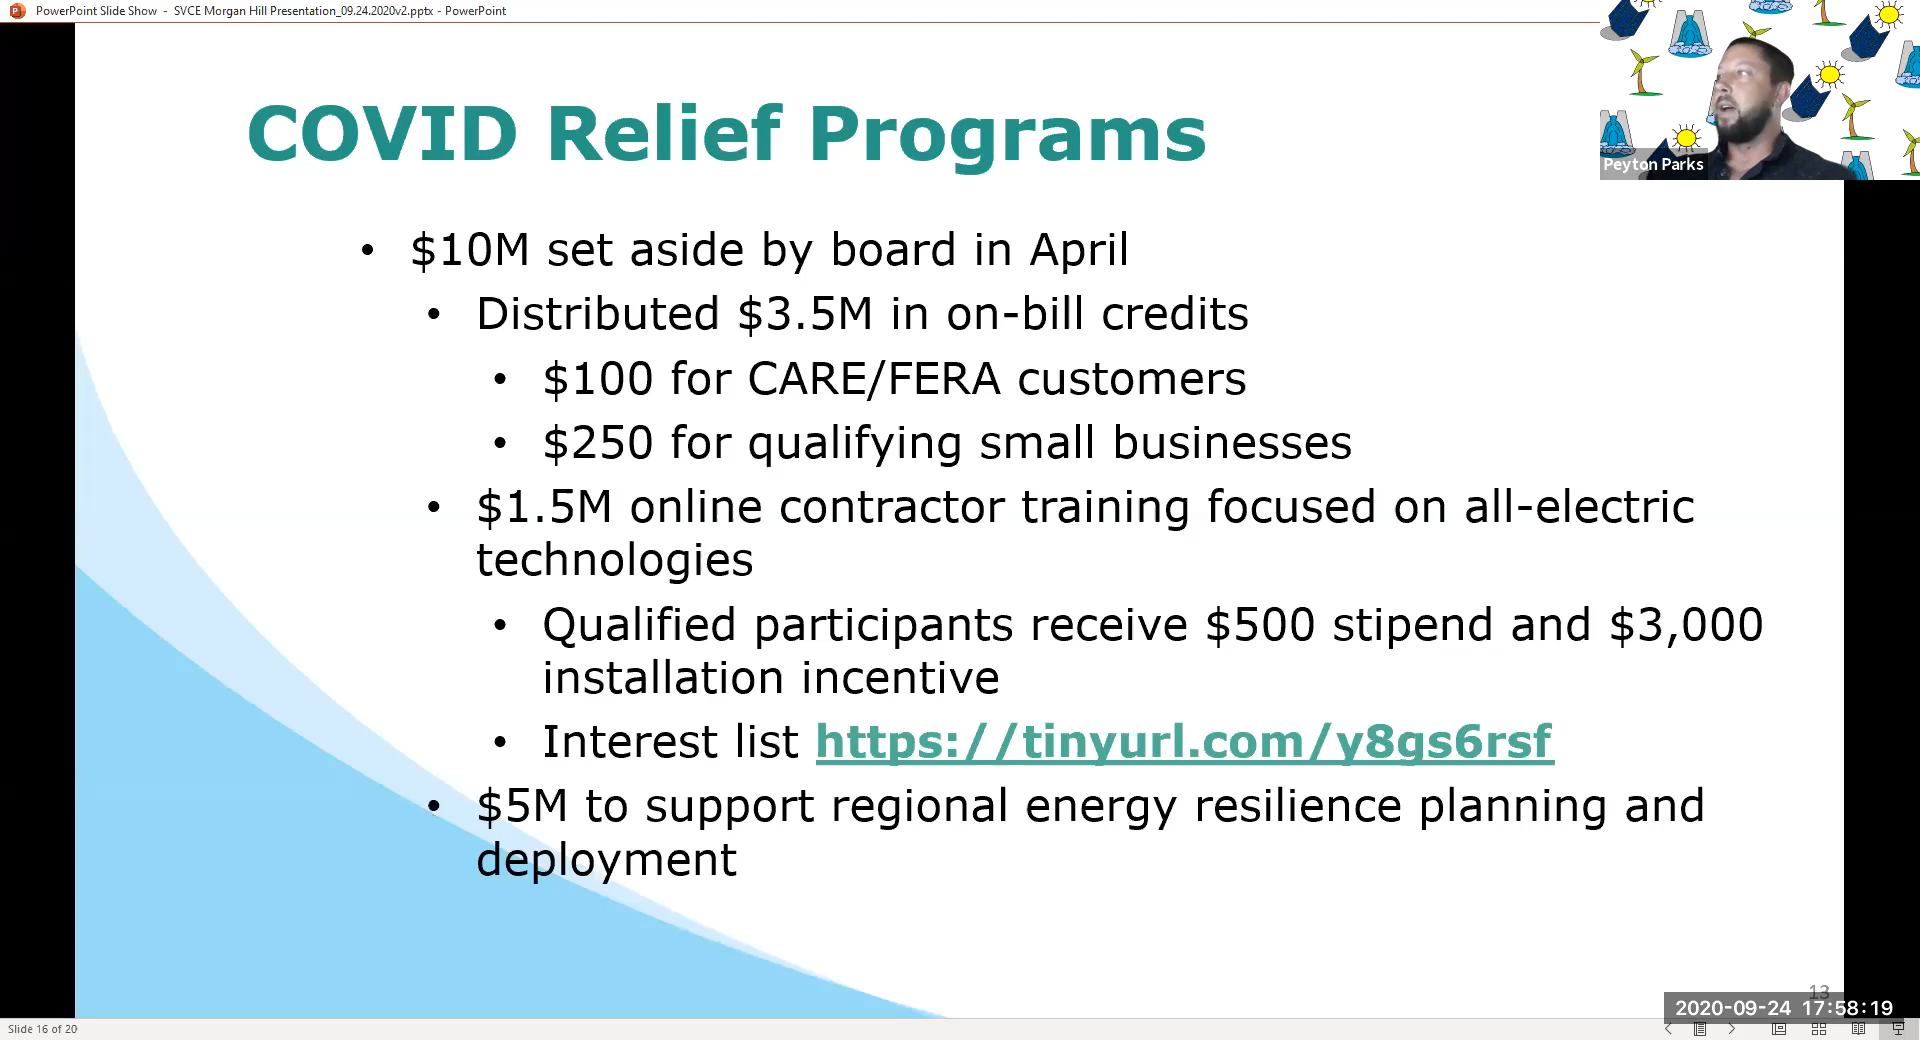 PowerPoint Slide Show - SVCE Morgan Hill Presentation_09.24.2020v2.pptx - PowerPoint
Peyton Parks
COVID Relief Programs
• $10M set aside by board in April
• Distributed $3.5M in on-bill credits
• $100 for CARE/FERA customers
• $250 for qualifying small businesses
• $1.5M online contractor training focused on all-electric
technologies
• Qualified participants receive $500 stipend and $3,000
installation incentive
• Interest list https://tinyurl.com/y8gs6rsf
• $5M to support regional energy resilience planning and
deployment
13
2020-09-24 17:58:19
Slide 16 of 20